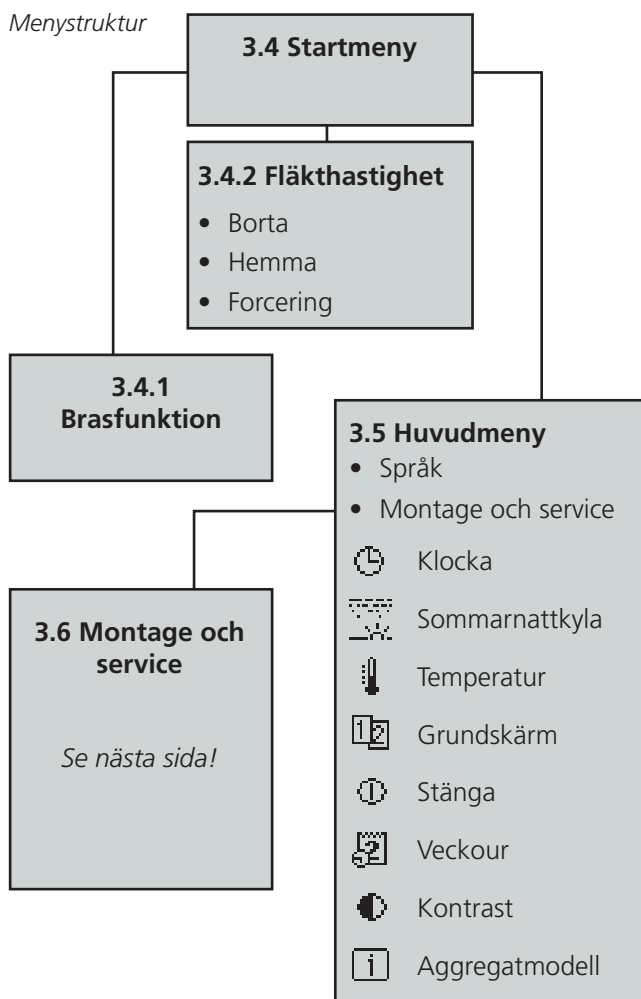 Menystruktur
3.4 Startmeny
3.4.2 Fläkthastighet
• Borta
• Hemma
• Forcering
3.4.1
Brasfunktion
3.5 Huvudmeny
• Språk
• Montage och service
Klocka
Sommarnattkyla
Temperatur
12 Grundskärm
Stänga
2 Veckour
Kontrast
i Aggregatmodell
3.6 Montage och
service
Se nästa sida!